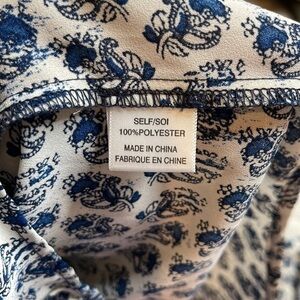 SELF/SOI
100%POLYESTER
MADE IN CHINA
FABRIQUE EN CHINE